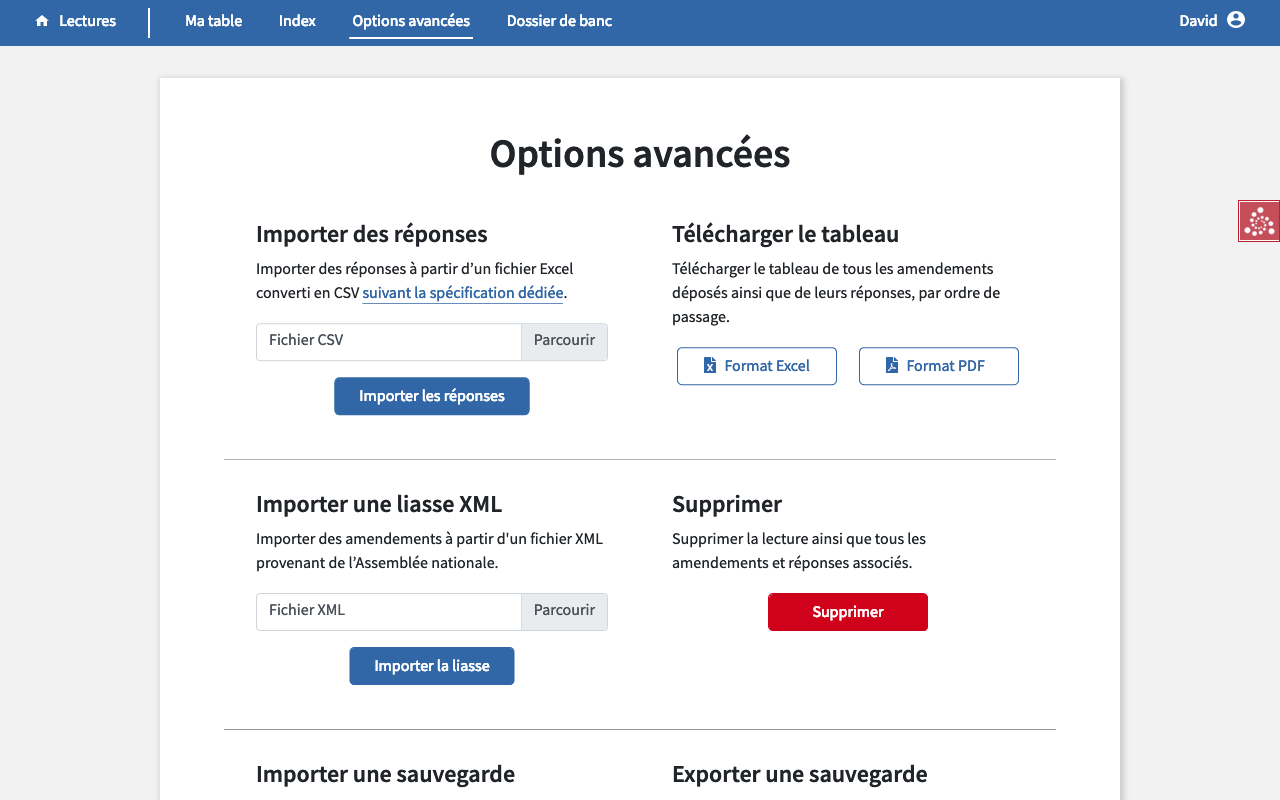 Lectures
Ma table
Index
Options avancées
Dossier de banc
David
Options avancées
Importer des réponses
Importer des réponses à partir d’un fichier Excel
converti en CSV suivant la spécification dédiée.
Fichier CSV
Parcourir
Importer les réponses
Télécharger le tableau
Télécharger le tableau de tous les amendements
déposés ainsi que de leurs réponses, par ordre de
passage.
Format Excel
Format PDF
Importer une liasse XML
Importer des amendements à partir d'un fichier XML
provenant de l’Assemblée nationale.
Fichier XML
Parcourir
Importer la liasse
Supprimer
Supprimer la lecture ainsi que tous les
amendements et réponses associés.
Supprimer
Importer une sauvegarde
Exporter une sauvegarde